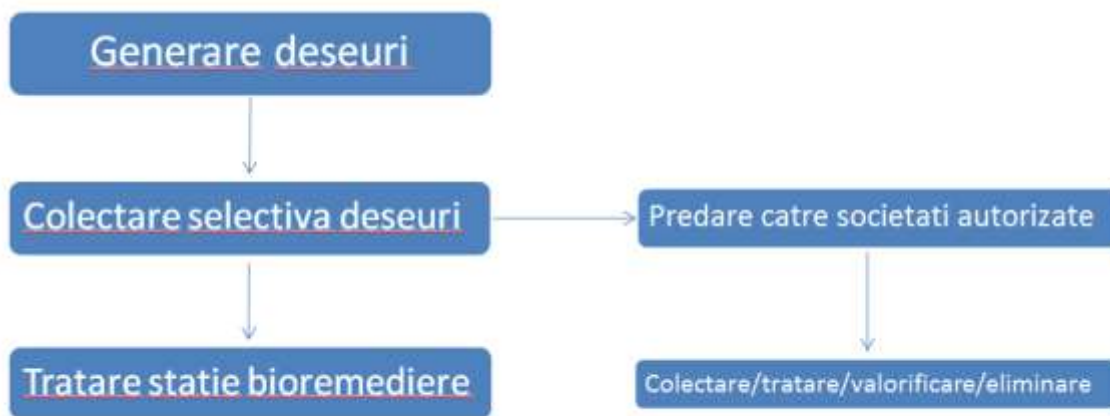 Generare deseuri
Colectare selectiva deseuri
Predare catre societati autorizate
Tratare statie bioremediere
Colectare/tratare/valorificare/eliminare